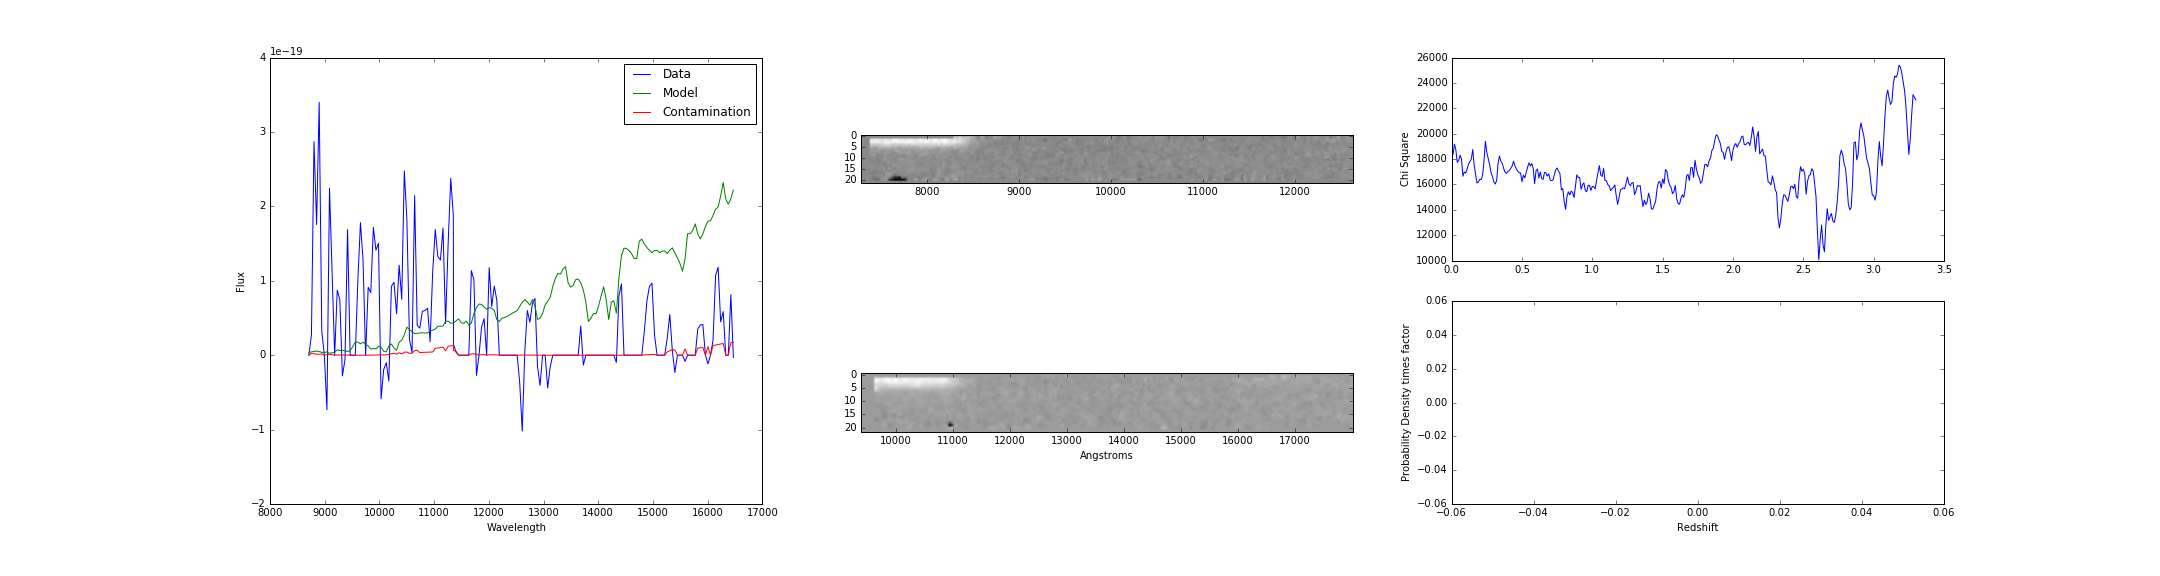 1e−19
4
3
2
1
0
−1
−2
8000 9000 10000 11000 12000 13000 14000 15000 16000 17000
Wavelength
Flux
Data
Model
Contamination
0
5
10
15
20
8000 9000 10000 11000 12000
0
5
10
15
20
10000 11000 12000 13000 14000 15000 16000 17000
Angstroms
26000
24000
22000
20000
18000
16000
14000
12000
10000
Chi Square
0.0 0.5 1.0 1.5 2.0 2.5 3.0 3.5
0.06
0.04
0.02
0.00
−0.02
−0.04
−0.06
Probability Density times factor
−0.06 −0.04 −0.02 0.00 0.02 0.04 0.06
Redshift